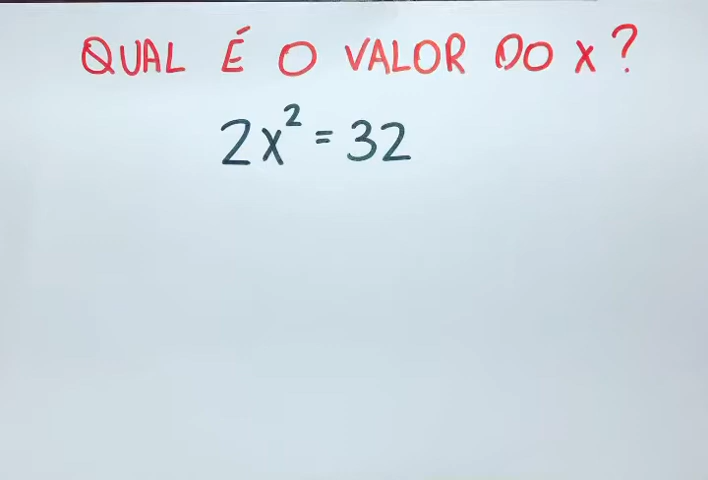 QUAL É O VALOR DO X?
2x² = 32